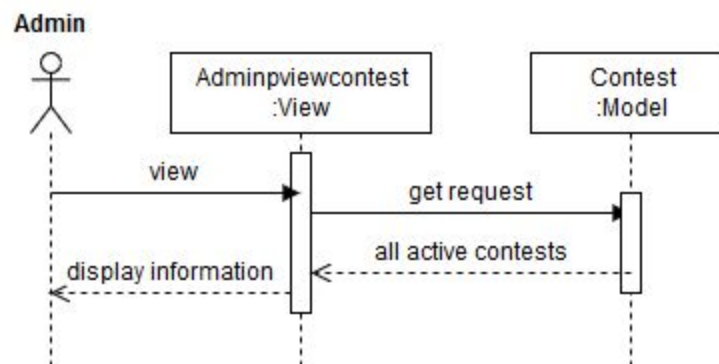 Admin
Adminpviewcontest
:View
Contest
:Model
view
get request
all active contests
display information